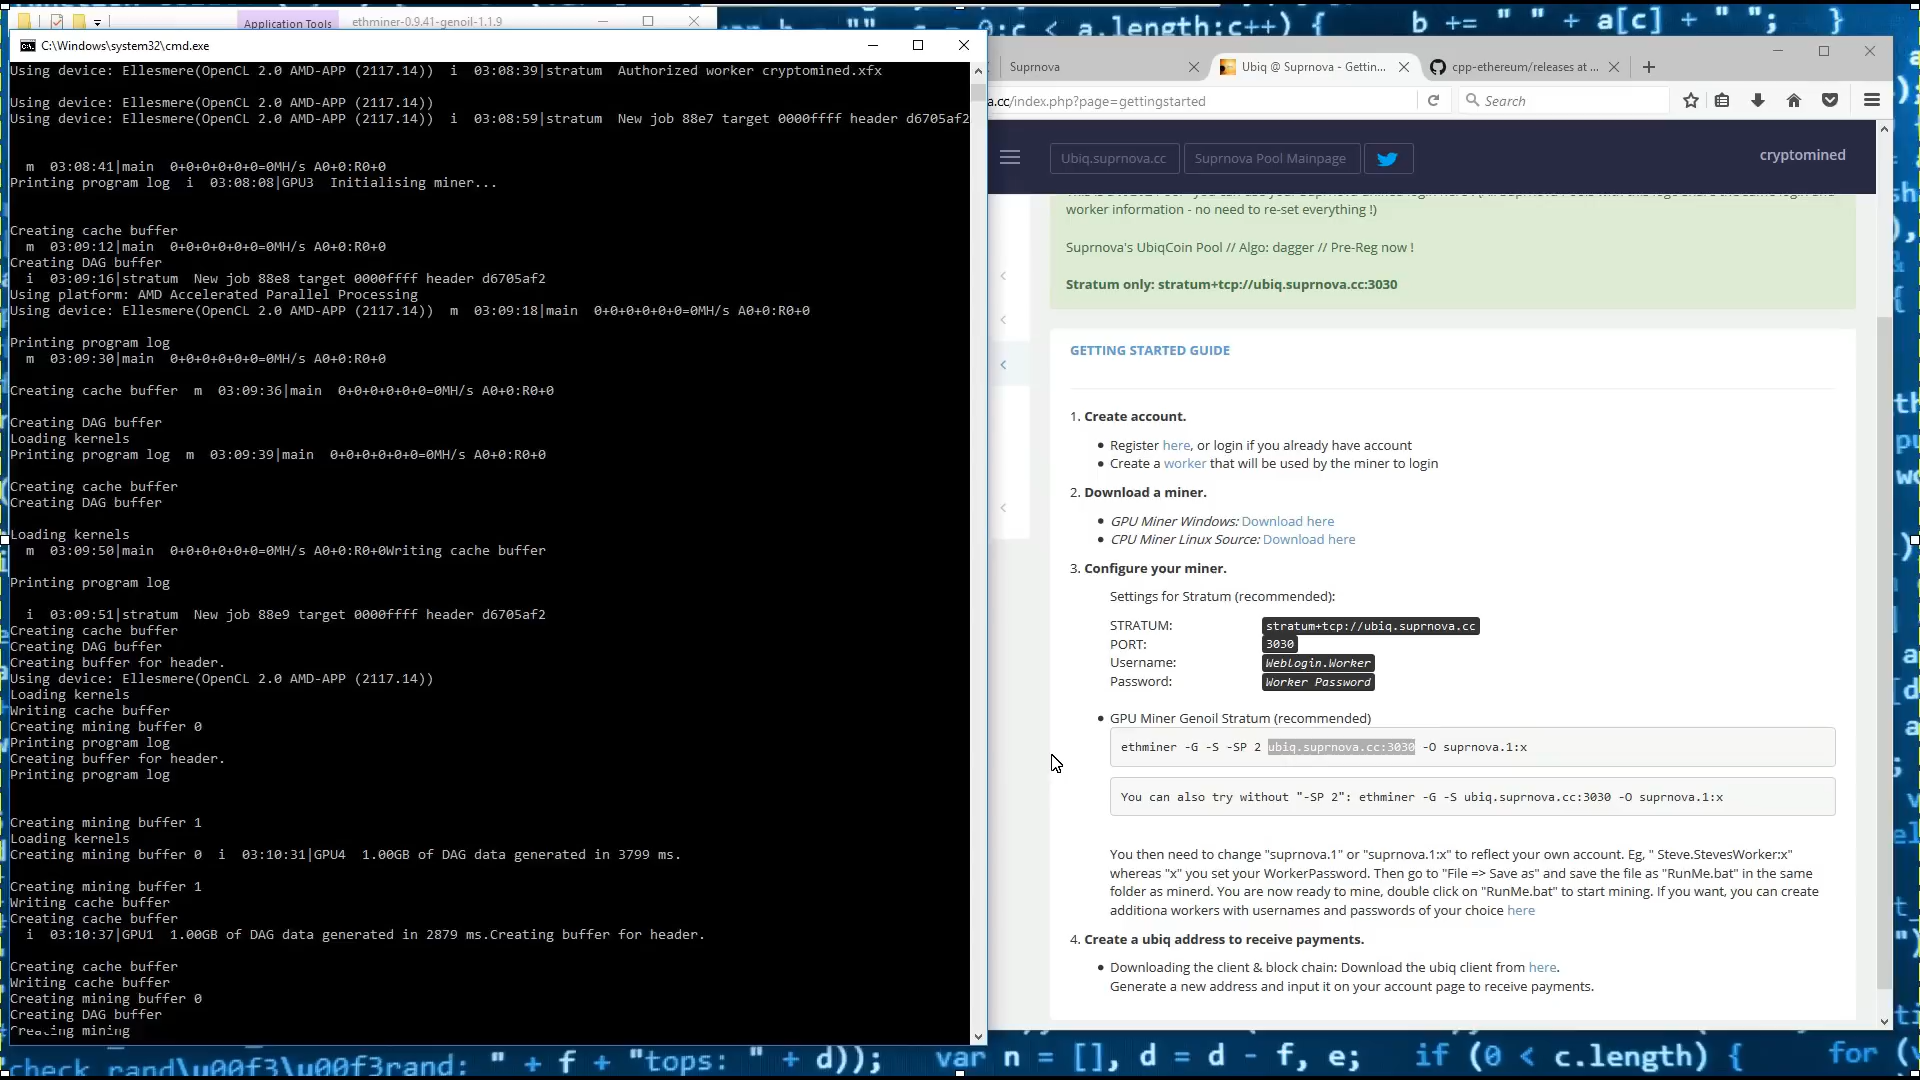 Application Tools
ethminer-0.9.41-genoil-1.1.9
:c < a.length;c++) {      b += " " + a[c] + " ";   }
C:\Windows\system32\cmd.exe
Using device: Ellesmere(OpenCL 2.0 AMD-APP (2117.14))  i  03:08:39|stratum  Authorized worker cryptomined.xfx
Using device: Ellesmere(OpenCL 2.0 AMD-APP (2117.14))
Using device: Ellesmere(OpenCL 2.0 AMD-APP (2117.14))  i  03:08:59|stratum  New job 88e7 target 0000ffff header d6705af2
m  03:08:41|main  0+0+0+0+0+0=0MH/s A0+0:R0+0
Printing program log  i  03:08:08|GPU3  Initialising miner...
Creating cache buffer
m  03:09:12|main  0+0+0+0+0+0=0MH/s A0+0:R0+0
Creating DAG buffer
i  03:09:16|stratum  New job 88e8 target 0000ffff header d6705af2
Using platform: AMD Accelerated Parallel Processing
Using device: Ellesmere(OpenCL 2.0 AMD-APP (2117.14))  m  03:09:18|main  0+0+0+0+0+0=0MH/s A0+0:R0+0
Printing program log
m  03:09:30|main  0+0+0+0+0+0=0MH/s A0+0:R0+0
Creating cache buffer  m  03:09:36|main  0+0+0+0+0+0=0MH/s A0+0:R0+0
Creating DAG buffer
Loading kernels
Printing program log  m  03:09:39|main  0+0+0+0+0+0=0MH/s A0+0:R0+0
Creating cache buffer
Creating DAG buffer
Loading kernels
m  03:09:50|main  0+0+0+0+0+0=0MH/s A0+0:R0+0Writing cache buffer
Printing program log
i  03:09:51|stratum  New job 88e9 target 0000ffff header d6705af2
Creating cache buffer
Creating DAG buffer
Creating buffer for header.
Using device: Ellesmere(OpenCL 2.0 AMD-APP (2117.14))
Loading kernels
Writing cache buffer
Creating mining buffer 0
Printing program log
Creating buffer for header.
Printing program log
Creating mining buffer 1
Loading kernels
Creating mining buffer 0  i  03:10:31|GPU4  1.00GB of DAG data generated in 3799 ms.
Creating mining buffer 1
Writing cache buffer
Creating cache buffer
i  03:10:37|GPU1  1.00GB of DAG data generated in 2879 ms.Creating buffer for header.
Creating cache buffer
Writing cache buffer
Creating mining buffer 0
Creating DAG buffer
Creating mining
Suprnova
Ubiq @ Suprnova - Gettin...
cpp-ethereum/releases at ...
a.cc/index.php?page=gettingstarted
Search
Ubiq.suprnova.cc
Suprnova Pool Mainpage
cryptomined
worker information - no need to re-set everything !)
Suprnova's UbiqCoin Pool // Algo: dagger // Pre-Reg now !
Stratum only: stratum+tcp://ubiq.suprnova.cc:3030
GETTING STARTED GUIDE
1. Create account.
Register here, or login if you already have account
Create a worker that will be used by the miner to login
2. Download a miner.
GPU Miner Windows: Download here
CPU Miner Linux Source: Download here
3. Configure your miner.
Settings for Stratum (recommended):
STRATUM: stratum+tcp://ubiq.suprnova.cc
PORT: 3030
Username: Weblogin.Worker
Password: Worker Password
GPU Miner Genoil Stratum (recommended)
ethminer -G -S -SP 2 ubiq.suprnova.cc:3030 -O suprnova.1:x
You can also try without "-SP 2": ethminer -G -S ubiq.suprnova.cc:3030 -O suprnova.1:x
You then need to change "suprnova.1" or "suprnova.1:x" to reflect your own account. Eg, " Steve.StevesWorker:x"
whereas "x" you set your WorkerPassword. Then go to "File => Save as" and save the file as "RunMe.bat" in the same
folder as minerd. You are now ready to mine, double click on "RunMe.bat" to start mining. If you want, you can create
additiona workers with usernames and passwords of your choice here
4. Create a ubiq address to receive payments.
Downloading the client & block chain: Download the ubiq client from here.
Generate a new address and input it on your account page to receive payments.
check rand\u00f3\u00f3rand: " + f + "tops: " + d));   var n = [], d = d - f, e;   if (0 < c.length) {   for (